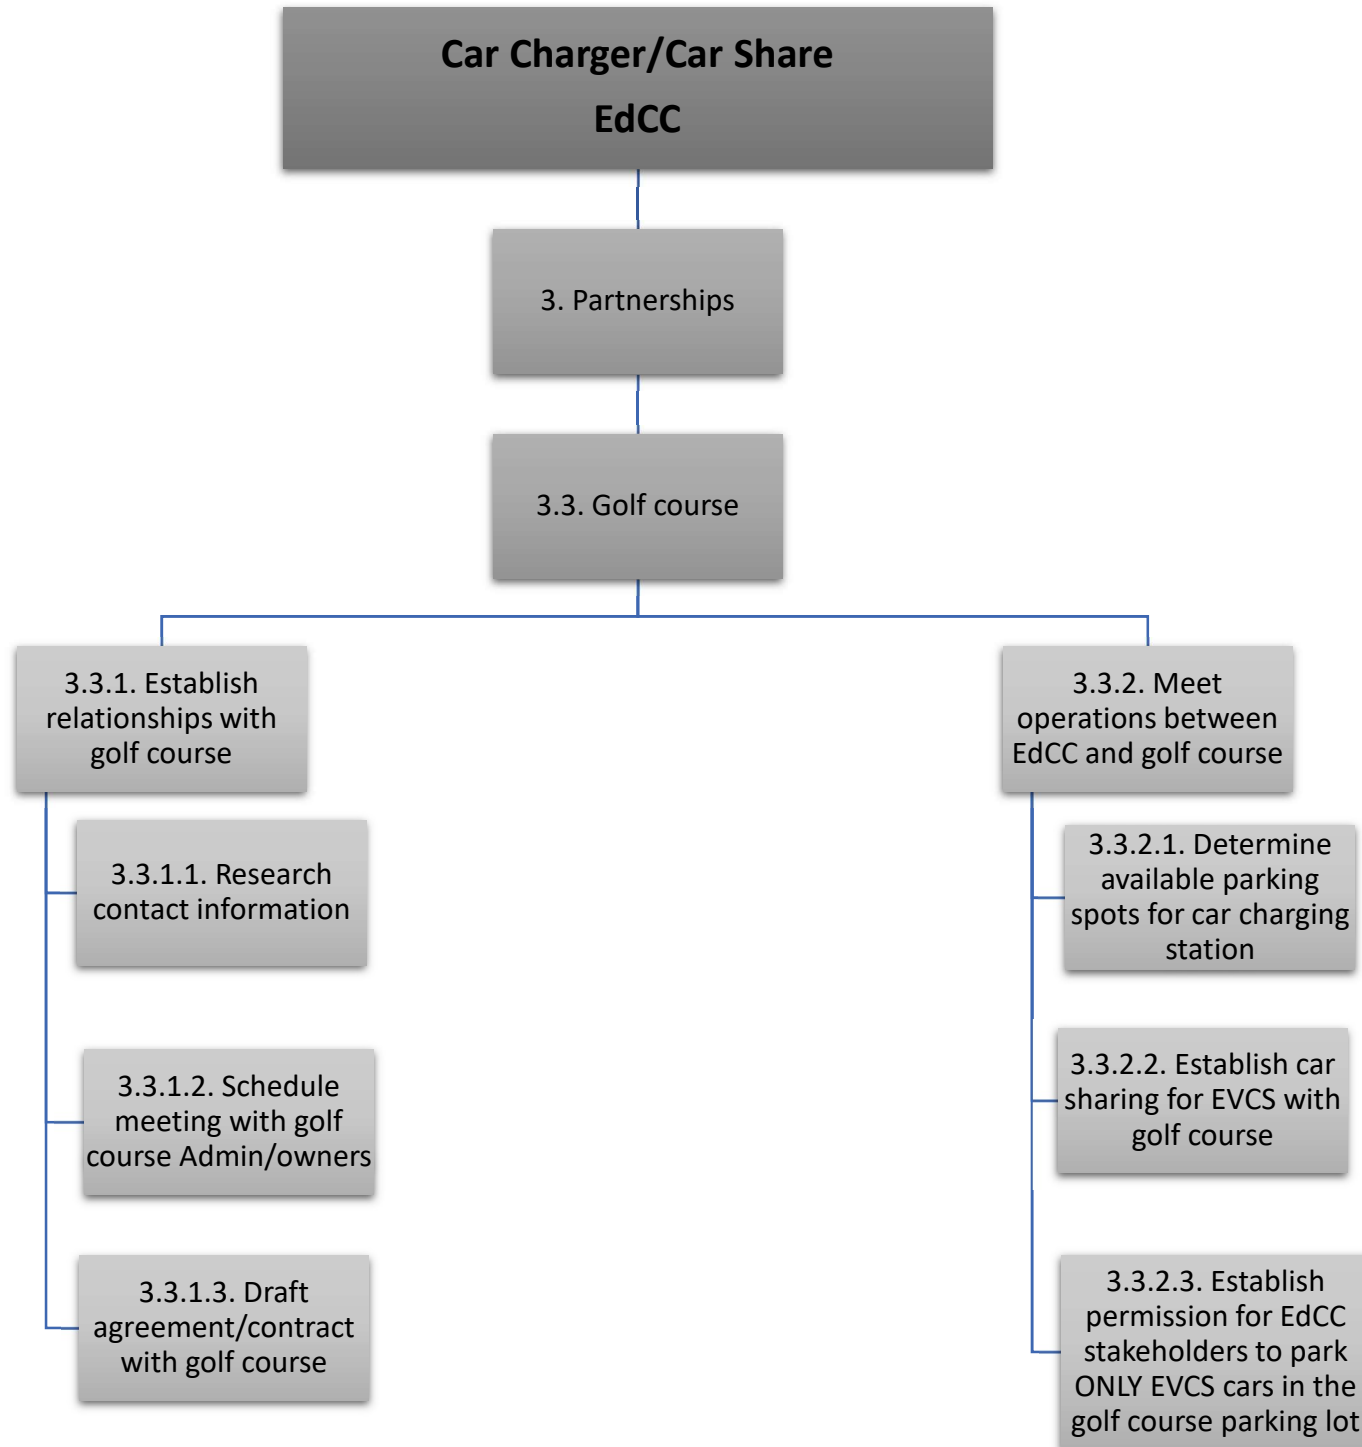 Car Charger/Car Share
EdCC
3. Partnerships
3.3. Golf course
3.3.1. Establish
relationships with
golf course
3.3.1.1. Research
contact information
3.3.1.2. Schedule
meeting with golf
course Admin/owners
3.3.1.3. Draft
agreement/contract
with golf course
3.3.2. Meet
operations between
EdCC and golf course
3.3.2.1. Determine
available parking
spots for car charging
station
3.3.2.2. Establish car
sharing for EVCS with
golf course
3.3.2.3. Establish
permission for EdCC
stakeholders to park
ONLY EVCS cars in the
golf course parking lot